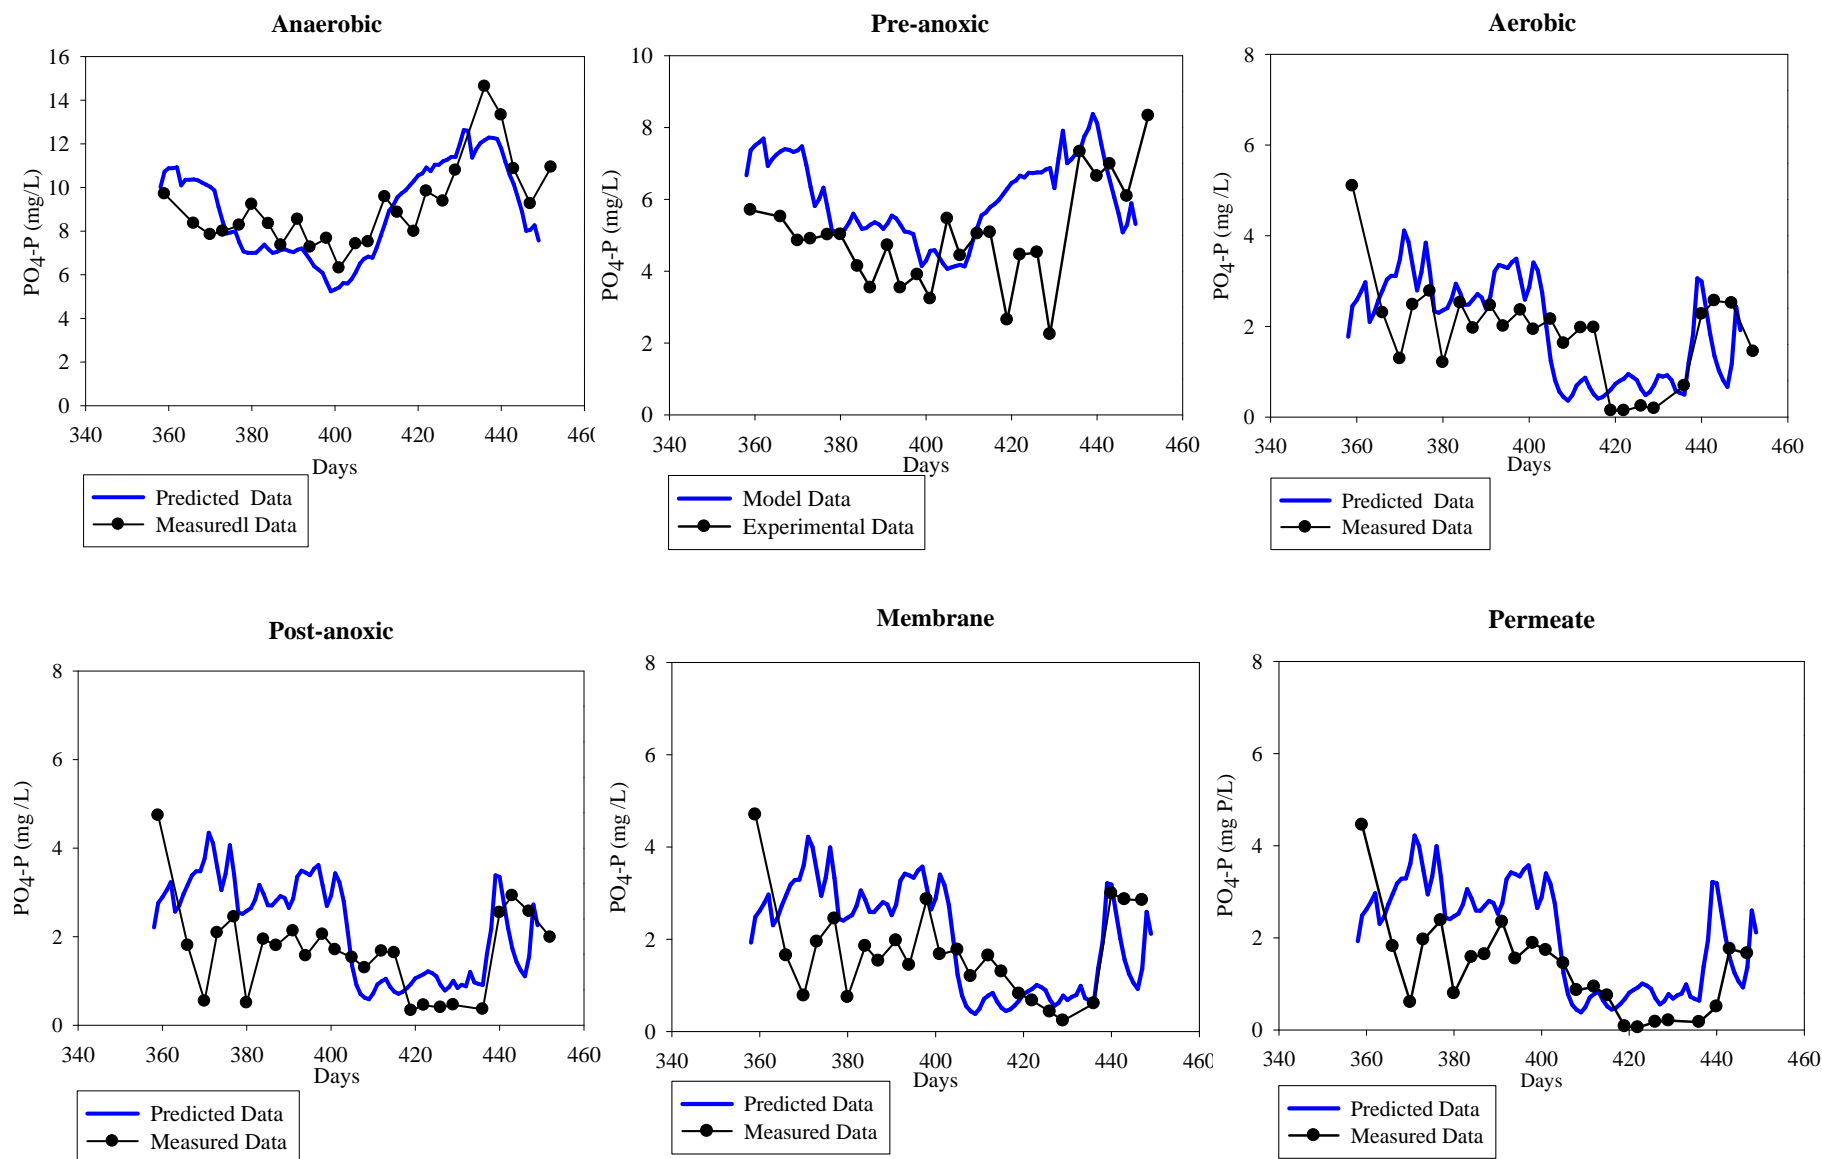 Anaerobic
16
14
12
10
8
6
4
2
0
PO4-P (mg/L)
340 360 380 400 420 440 460
Days
Predicted Data
Measuredl Data
Pre-anoxic
10
8
6
4
2
0
PO4-P (mg/L)
340 360 380 400 420 440 460
Days
Model Data
Experimental Data
Aerobic
8
6
4
2
0
PO4-P (mg /L)
340 360 380 400 420 440 460
Days
Predicted Data
Measured Data
Post-anoxic
8
6
4
2
0
PO4-P (mg /L)
340 360 380 400 420 440 460
Days
Predicted Data
Measured Data
Membrane
8
6
4
2
0
PO4-P (mg /L)
340 360 380 400 420 440 460
Days
Predicted Data
Measured Data
Permeate
8
6
4
2
0
PO4-P (mg P/L)
340 360 380 400 420 440 460
Days
Predicted Data
Measured Data